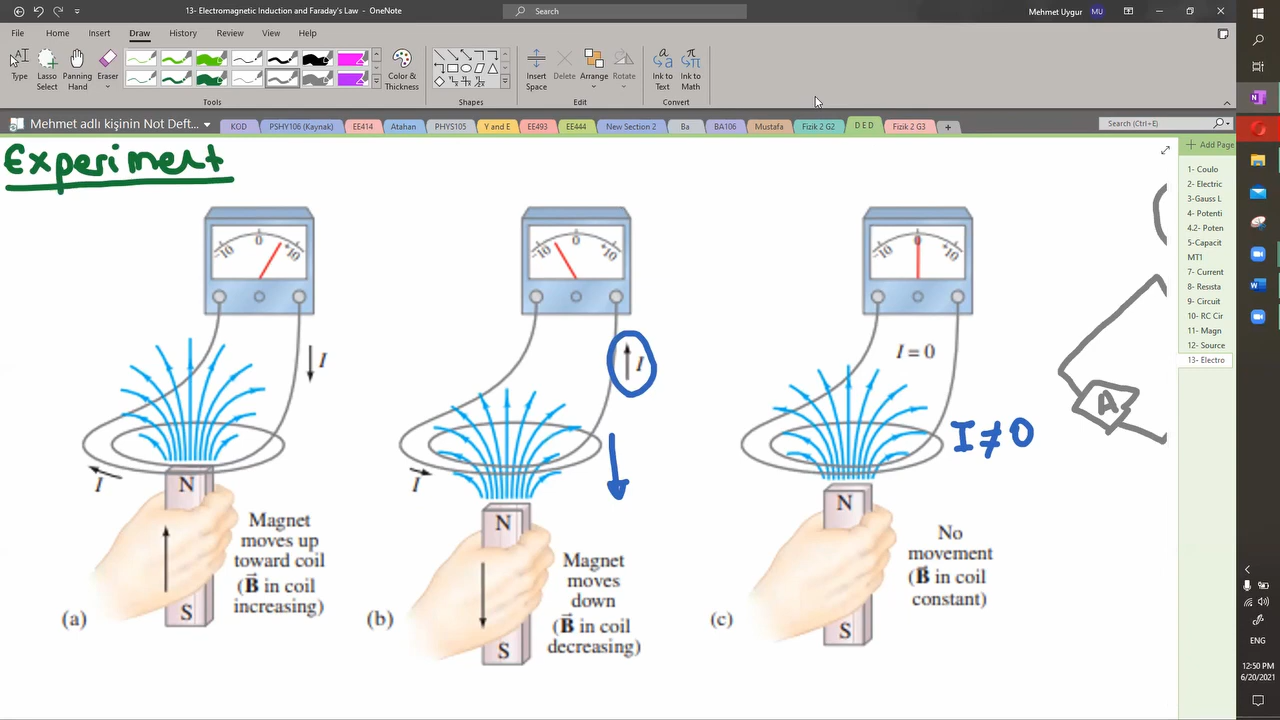 13- Electromagnetic Induction and Faraday's Law - OneNote
Search
Mehmet Uygur
MU
File Home Insert Draw History Review View Help
Type
Lasso Select
Panning Hand
Eraser
Color & Thickness
Insert Space
Delete
Arrange
Rotate
Ink to Text
Ink to Math
Tools
Shapes
Edit
Convert
Mehmet adlı kişinin Not Deft...
KGD PSHY106 (Kaynak) EE414 Atahan PHYS105 Y and E EE493 EE444 New Section 2 Ba BA106 Mustafa Fizik 2 G2 D E D Fizik 2 G3
Search (Ctrl+E)
Add Page
1- Coulo
2- Electric
3-Gauss L
4- Potenti
4.2- Poten
5-Capacit
MT1
7- Current
8- Resista
9- Circuit
10- RC Cir
11- Magn
12- Source
13- Electro
Experiment
-10 0 +10
I
I
N
S
Magnet
moves up
toward coil
(B⃗ in coil
increasing)
(a)
-10 0 +10
I
I
N
S
Magnet
moves
down
(B⃗ in coil
decreasing)
(b)
-10 0 +10
I = 0
I ≠ 0
N
S
No
movement
(B⃗ in coil
constant)
(c)
A
ENG
12:50 PM
6/20/2021